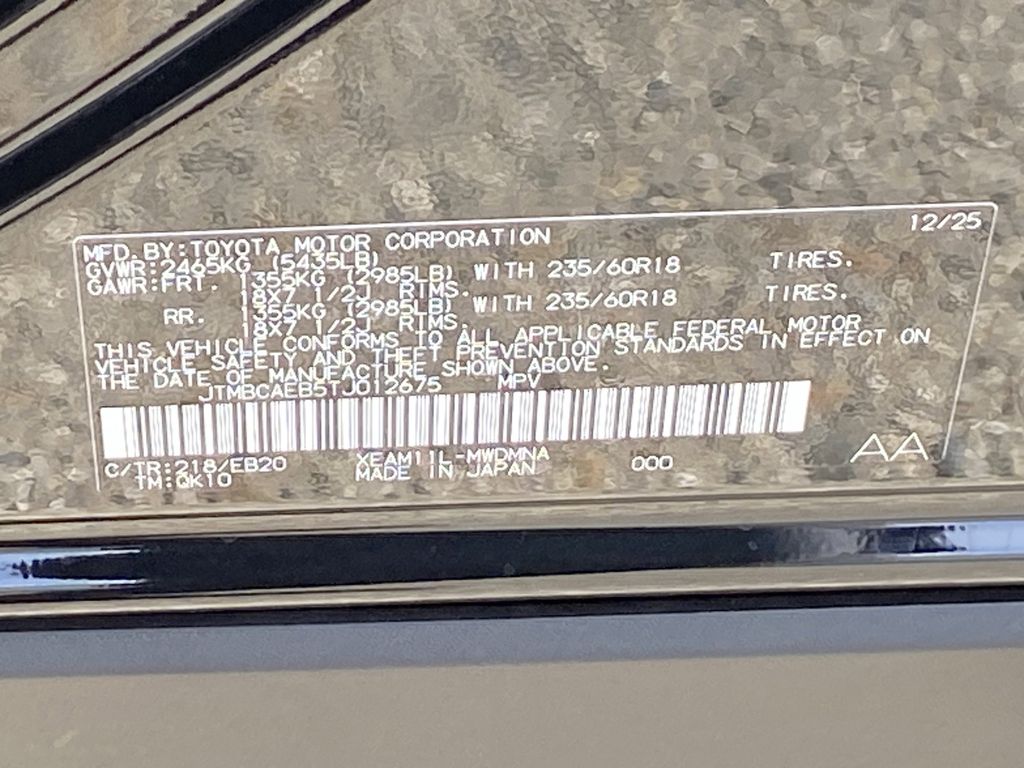 12/25
MFD.BY:TOYOTA MOTOR CORPORATION
GVWR:2465KG (5435LB)
GAWR:FRT. 1355KG (2985LB) WITH 235/60R18 TIRES.
18X7 1/2J RIMS.
RR. 1355KG (2985LB) WITH 235/60R18 TIRES.
18X7 1/2J RIMS.
THIS VEHICLE CONFORMS TO ALL APPLICABLE FEDERAL MOTOR
VEHICLE SAFETY AND THEFT PREVENTION STANDARDS IN EFFECT ON
THE DATE OF MANUFACTURE SHOWN ABOVE.
JTMBCAEB5TJ012675 MPV
C/TR:218/EB20 XEAM11L-MWDMNA 000 AA
TM:QK10 MADE IN JAPAN